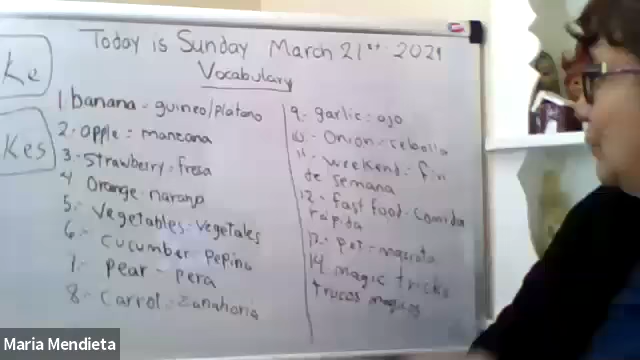 Today is Sunday March 21st 2021
Vocabulary
Ke
Kes
1. banana = guineo/platano
2. apple = manzana
3. strawberry = fresa
4 Orange = naranja
5.- Vegetables = vegetales
6.- Cucumber = pepino
7.- pear - pera
8.- Carrot = zanahoria
9.- garlic = ajo
10.- Onion = cebolla
11.- weekend = fin
de semana
12.- fast food - Comida
rápida
13.- pet = mascota
14. magic tricks
trucos magicos
Maria Mendieta